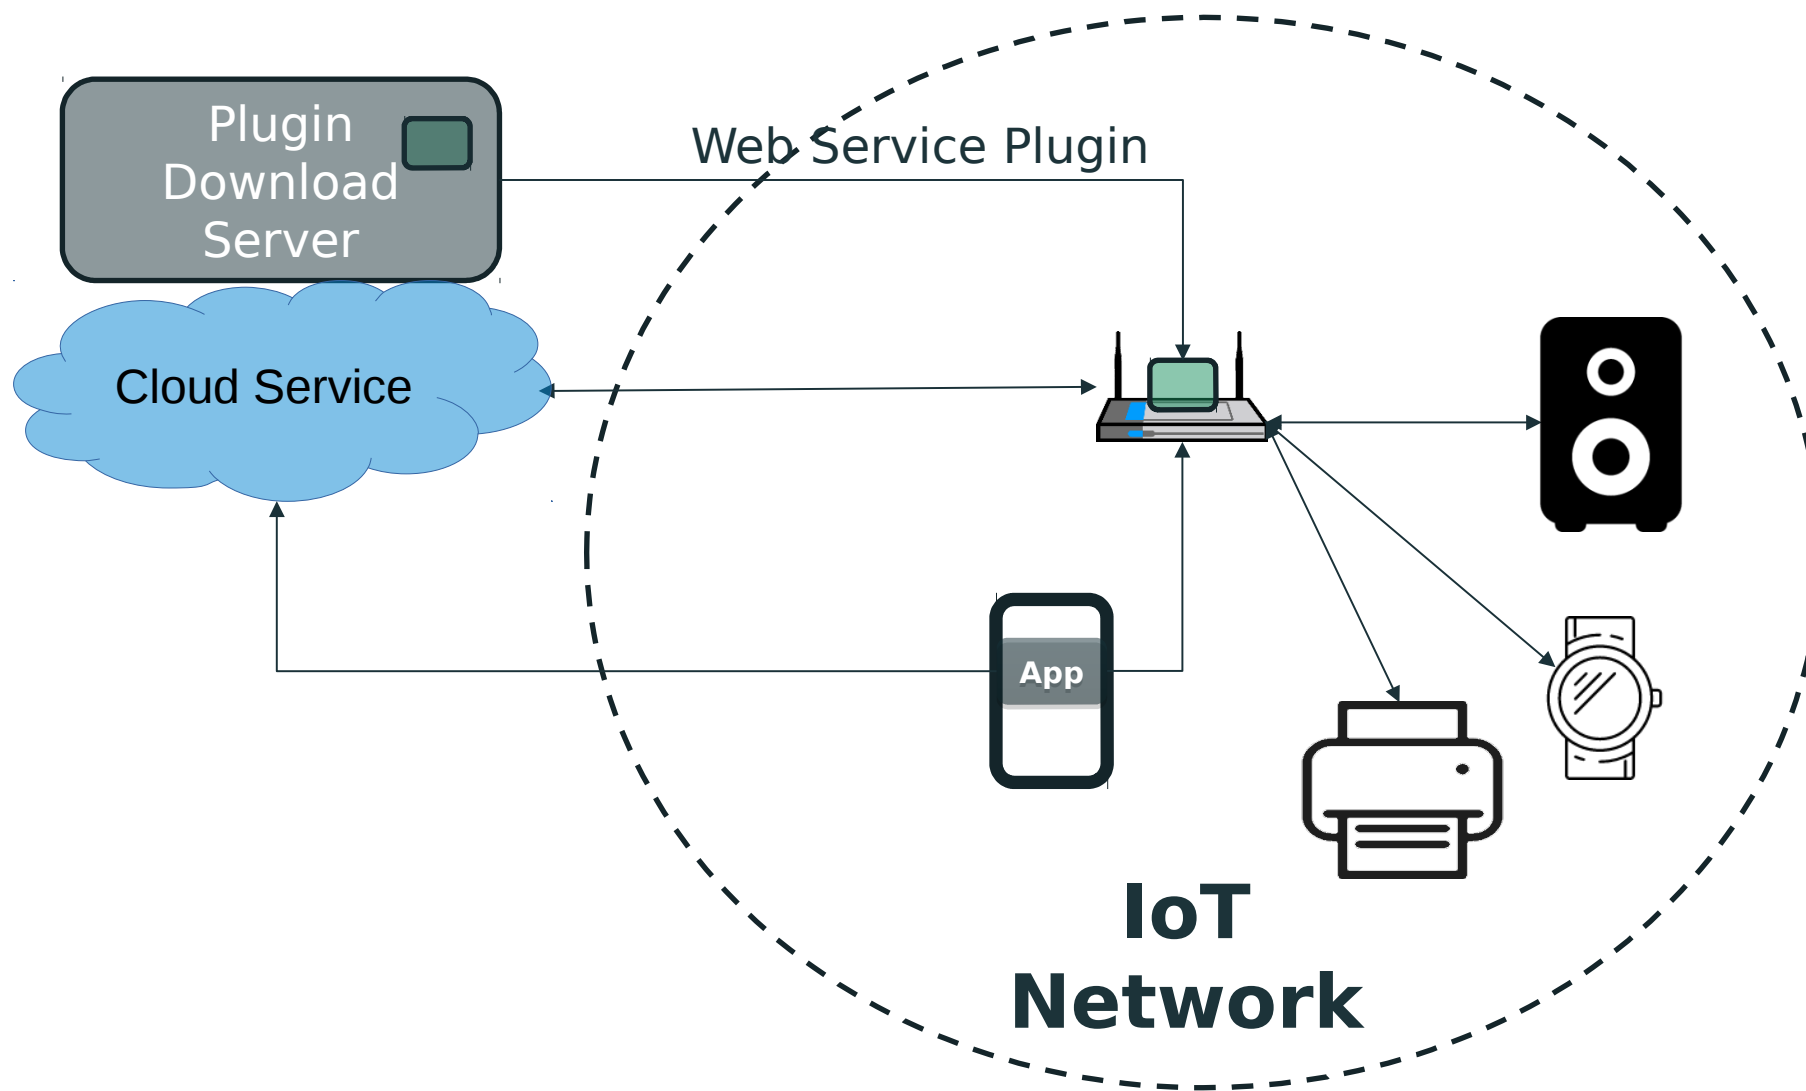 Plugin
Download
Server
Web Service Plugin
Cloud Service
App
IoT
Network